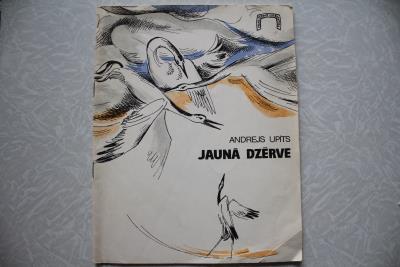 ANDREJS UPĪTS
JAUNĀ DZĒRVE